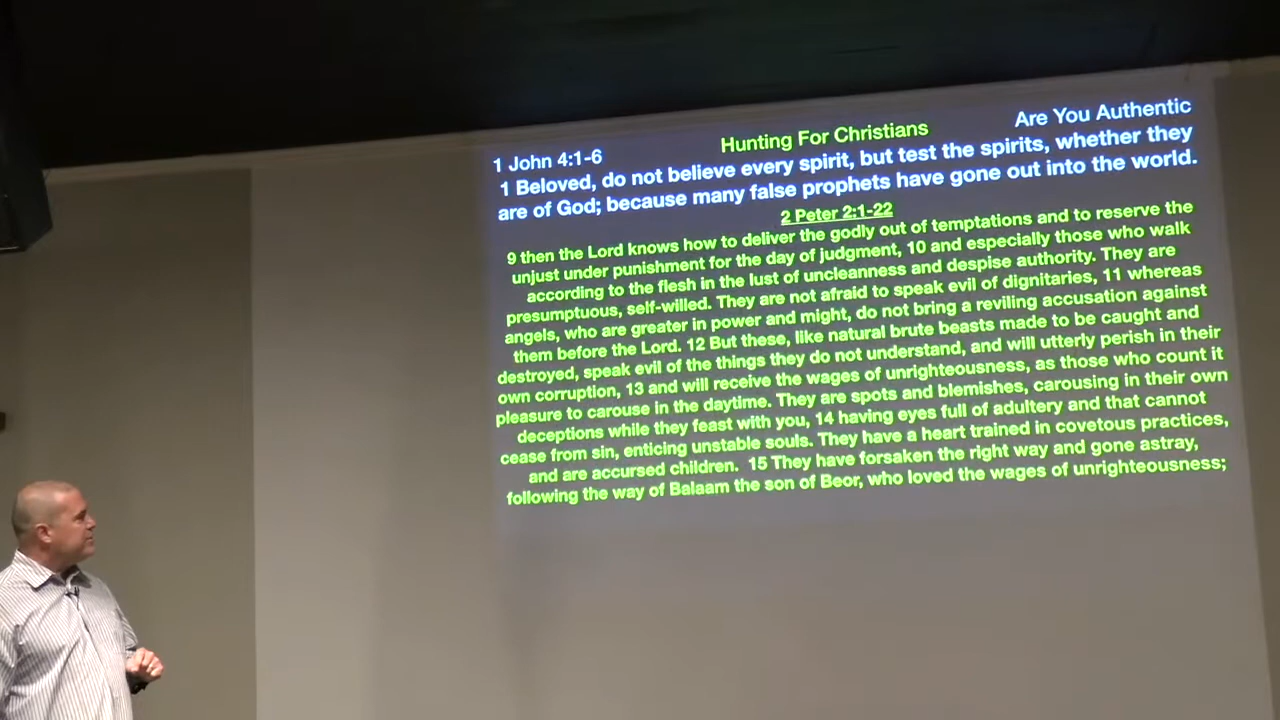 Hunting For Christians
Are You Authentic
1 John 4:1-6
1 Beloved, do not believe every spirit, but test the spirits, whether they
are of God; because many false prophets have gone out into the world.
2 Peter 2:1-22
9 then the Lord knows how to deliver the godly out of temptations and to reserve the
unjust under punishment for the day of judgment, 10 and especially those who walk
according to the flesh in the lust of uncleanness and despise authority. They are
presumptuous, self-willed. They are not afraid to speak evil of dignitaries, 11 whereas
angels, who are greater in power and might, do not bring a reviling accusation against
them before the Lord. 12 But these, like natural brute beasts made to be caught and
destroyed, speak evil of the things they do not understand, and will utterly perish in their
own corruption, 13 and will receive the wages of unrighteousness, as those who count it
pleasure to carouse in the daytime. They are spots and blemishes, carousing in their own
deceptions while they feast with you, 14 having eyes full of adultery and that cannot
cease from sin, enticing unstable souls. They have a heart trained in covetous practices,
and are accursed children. 15 They have forsaken the right way and gone astray,
following the way of Balaam the son of Beor, who loved the wages of unrighteousness;